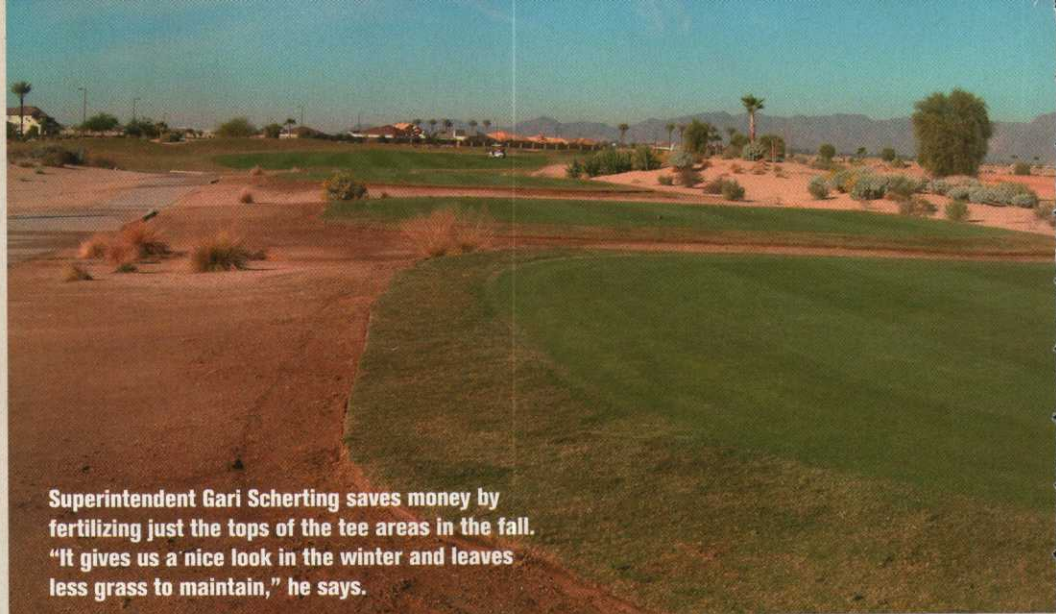 Superintendent Gari Scherting saves money by
fertilizing just the tops of the tee areas in the fall.
“It gives us a nice look in the winter and leaves
less grass to maintain,” he says.